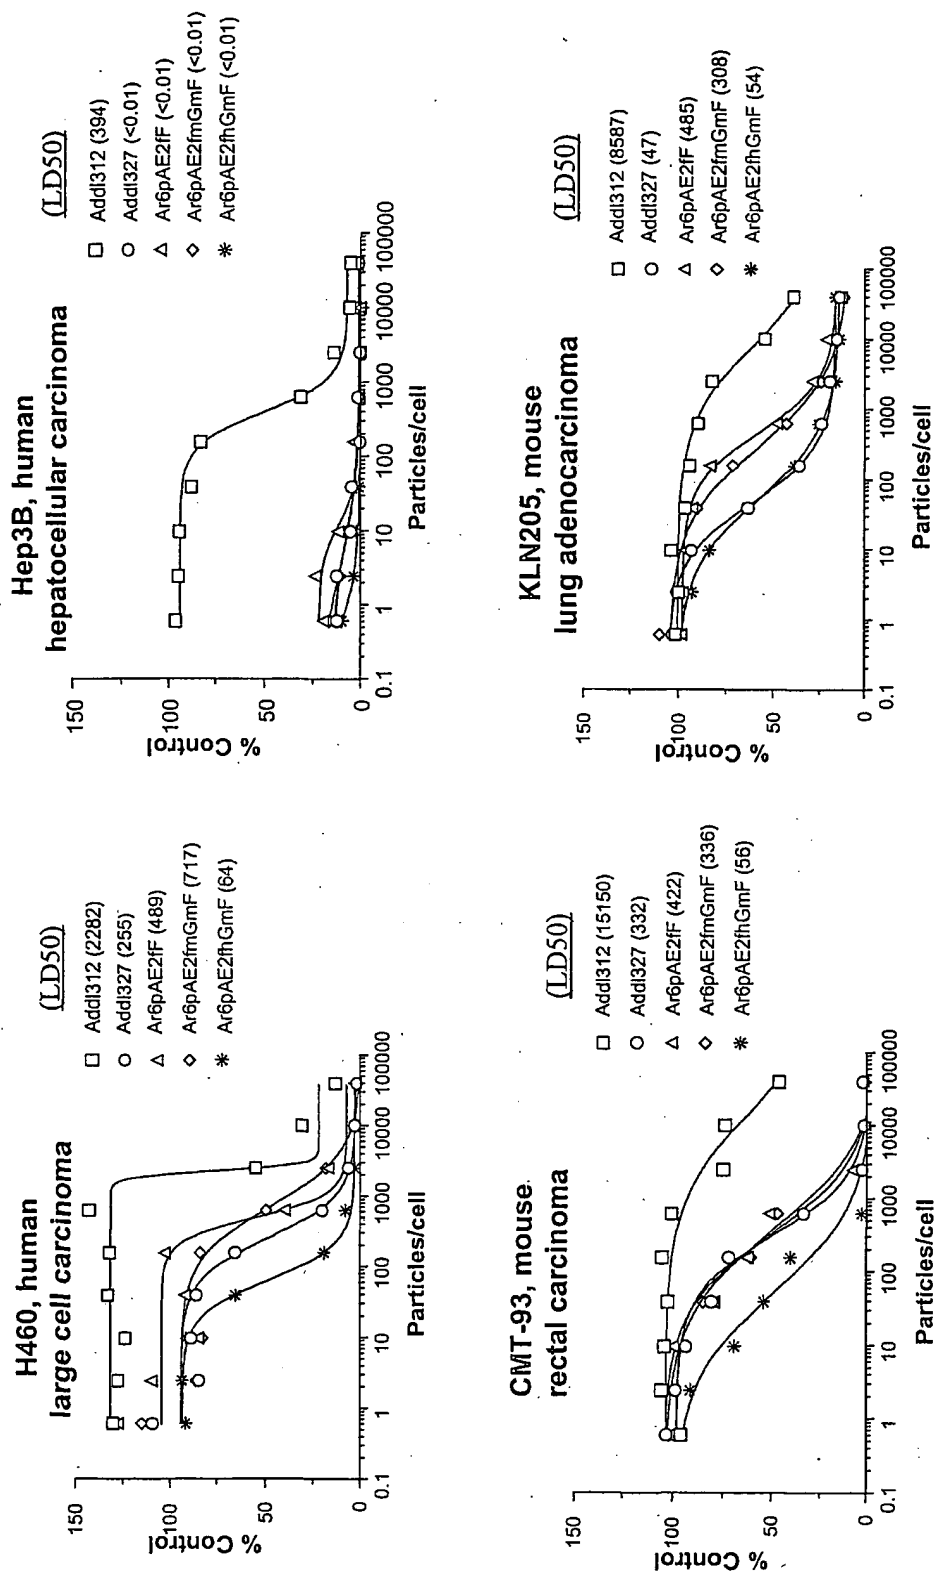 H460, human
large cell carcinoma
(LD50)
Addl312 (2282)
Addl327 (255)
Ar6pAE2fF (489)
Ar6pAE2fmGmF (717)
Ar6pAE2fhGmF (64)
% Control
150
100
50
0
0.1
1
10
100
1000
10000
100000
Particles/cell
Hep3B, human
hepatocellular carcinoma
(LD50)
Addl312 (394)
Addl327 (<0.01)
Ar6pAE2fF (<0.01)
Ar6pAE2fmGmF (<0.01)
Ar6pAE2fhGmF (<0.01)
% Control
150
100
50
0
0.1
1
10
100
1000
10000
100000
Particles/cell
CMT-93, mouse
rectal carcinoma
(LD50)
Addl312 (15150)
Addl327 (332)
Ar6pAE2fF (422)
Ar6pAE2fmGmF (336)
Ar6pAE2fhGmF (56)
% Control
150
100
50
0
0.1
1
10
100
1000
10000
100000
Particles/cell
KLN205, mouse
lung adenocarcinoma
(LD50)
Addl312 (8587)
Addl327 (47)
Ar6pAE2fF (485)
Ar6pAE2fmGmF (308)
Ar6pAE2fhGmF (54)
% Control
150
100
50
0
0.1
1
10
100
1000
10000
100000
Particles/cell